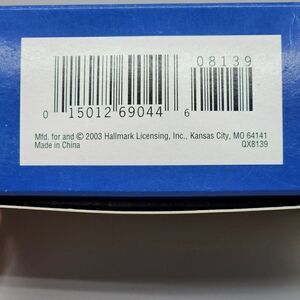 08139
0 15012 69044 6
Mfd. for and © 2003 Hallmark Licensing, Inc., Kansas City, MO 64141
Made in China QX8139